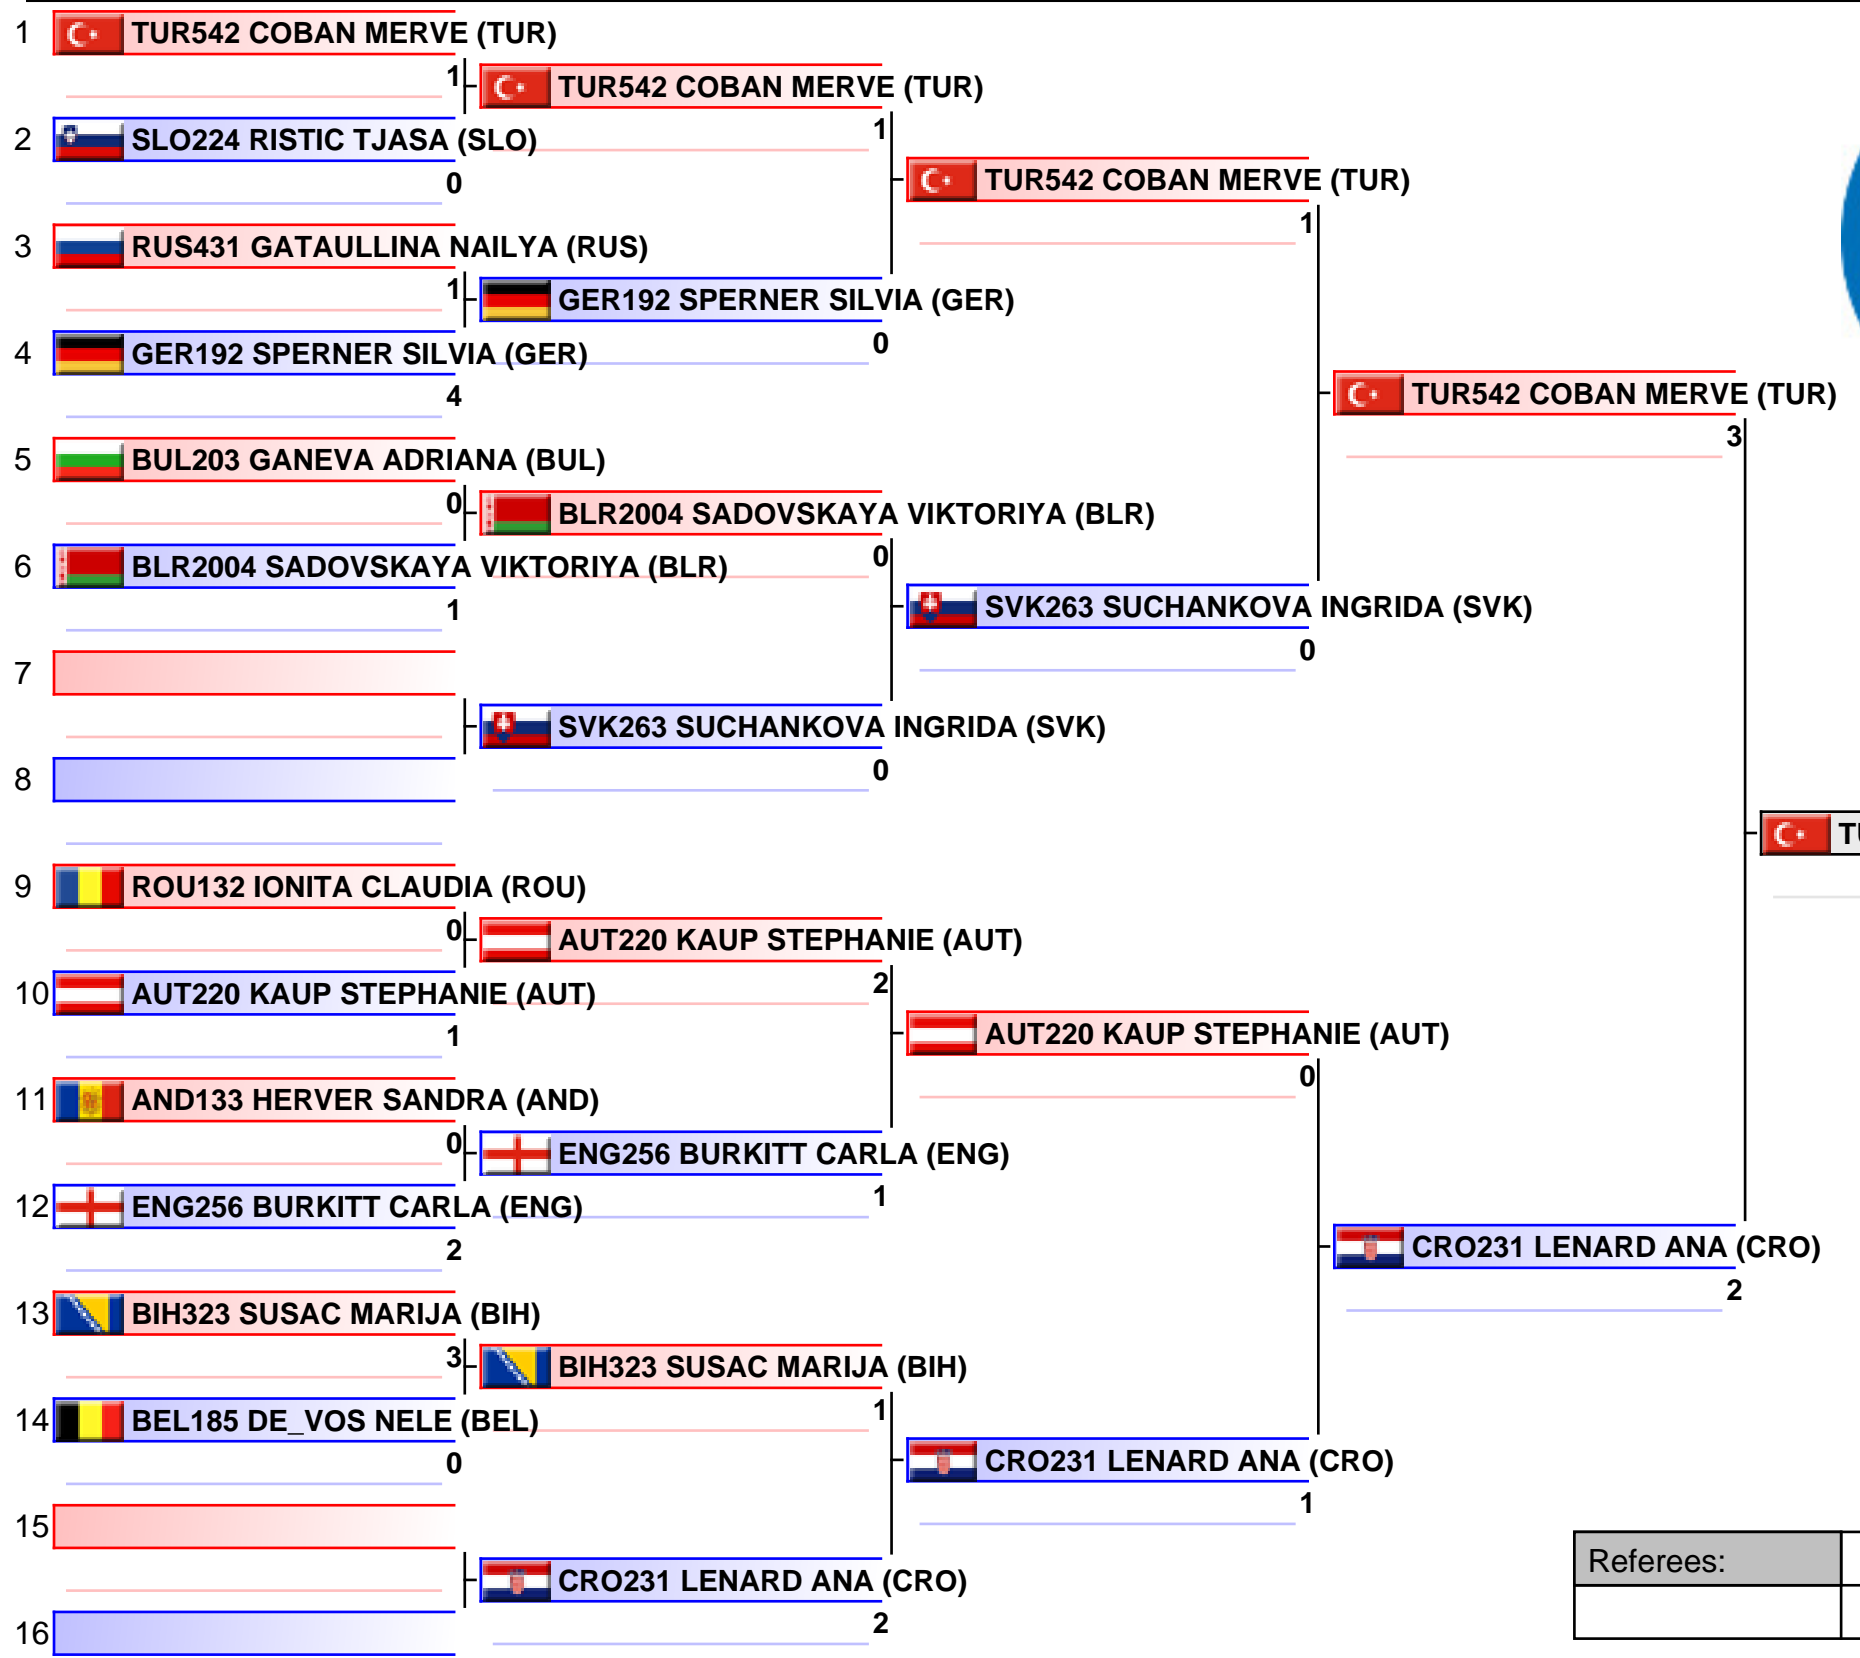 1 TUR542 COBAN MERVE (TUR)
1 TUR542 COBAN MERVE (TUR)
2 SLO224 RISTIC TJASA (SLO)
1
0
TUR542 COBAN MERVE (TUR)
1
3 RUS431 GATAULLINA NAILYA (RUS)
1 GER192 SPERNER SILVIA (GER)
4 GER192 SPERNER SILVIA (GER)
0
4
TUR542 COBAN MERVE (TUR)
3
5 BUL203 GANEVA ADRIANA (BUL)
0 BLR2004 SADOVSKAYA VIKTORIYA (BLR)
6 BLR2004 SADOVSKAYA VIKTORIYA (BLR)
0
1
SVK263 SUCHANKOVA INGRIDA (SVK)
0
7
SVK263 SUCHANKOVA INGRIDA (SVK)
8
0
9 ROU132 IONITA CLAUDIA (ROU)
0 AUT220 KAUP STEPHANIE (AUT)
10 AUT220 KAUP STEPHANIE (AUT)
2
1
AUT220 KAUP STEPHANIE (AUT)
0
11 AND133 HERVER SANDRA (AND)
0 ENG256 BURKITT CARLA (ENG)
12 ENG256 BURKITT CARLA (ENG)
1
2
CRO231 LENARD ANA (CRO)
2
13 BIH323 SUSAC MARIJA (BIH)
3 BIH323 SUSAC MARIJA (BIH)
14 BEL185 DE_VOS NELE (BEL)
1
0
CRO231 LENARD ANA (CRO)
1
15
CRO231 LENARD ANA (CRO)
16
2
Referees: